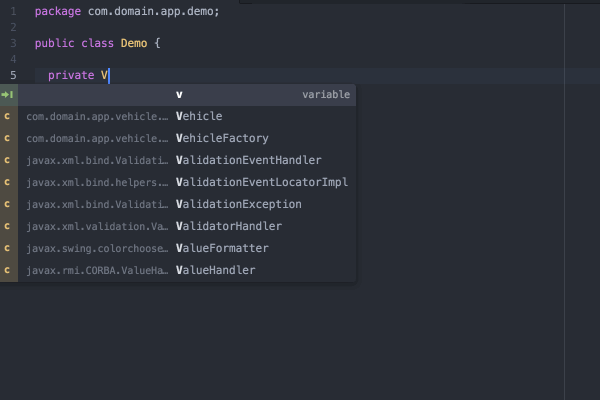 1 package com.domain.app.demo;
2
3 public class Demo {
4
5 private V
v variable
c com.domain.app.vehicle.… Vehicle
c com.domain.app.vehicle.… VehicleFactory
c javax.xml.bind.Validati… ValidationEventHandler
c javax.xml.bind.helpers.… ValidationEventLocatorImpl
c javax.xml.bind.Validati… ValidationException
c javax.xml.validation.Va… ValidatorHandler
c javax.swing.colorchoose… ValueFormatter
c javax.rmi.CORBA.ValueHa… ValueHandler